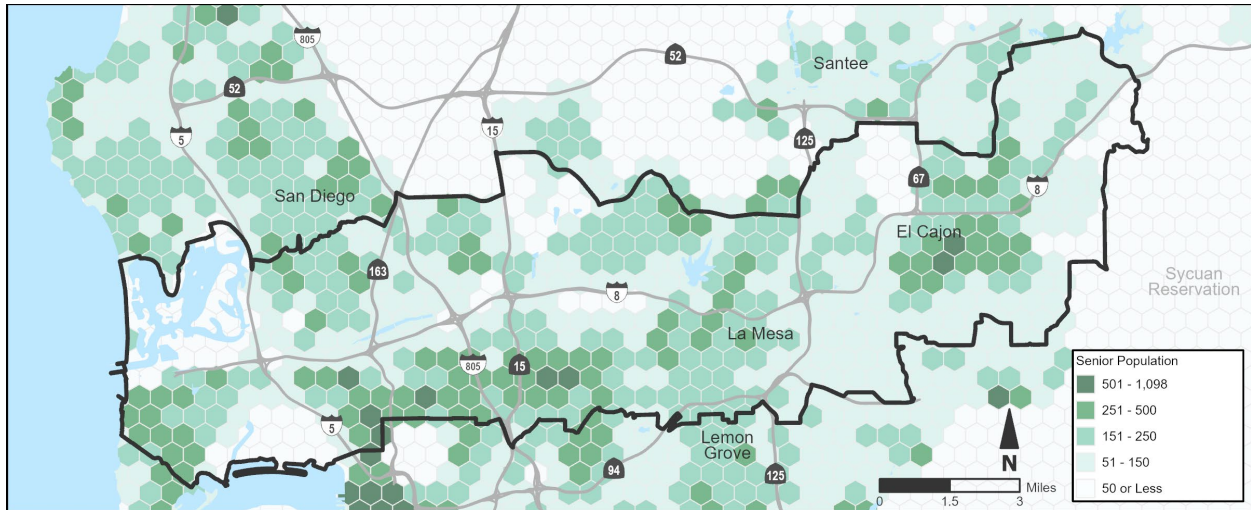 805
52
Santee
52
5
15
125
San Diego
67
8
El Cajon
163
Sycuan
Reservation
8
La Mesa
Senior Population
501 - 1,098
251 - 500
151 - 250
51 - 150
50 or Less
805
15
5
Lemon
Grove
94
125
N
0
1.5
3
Miles